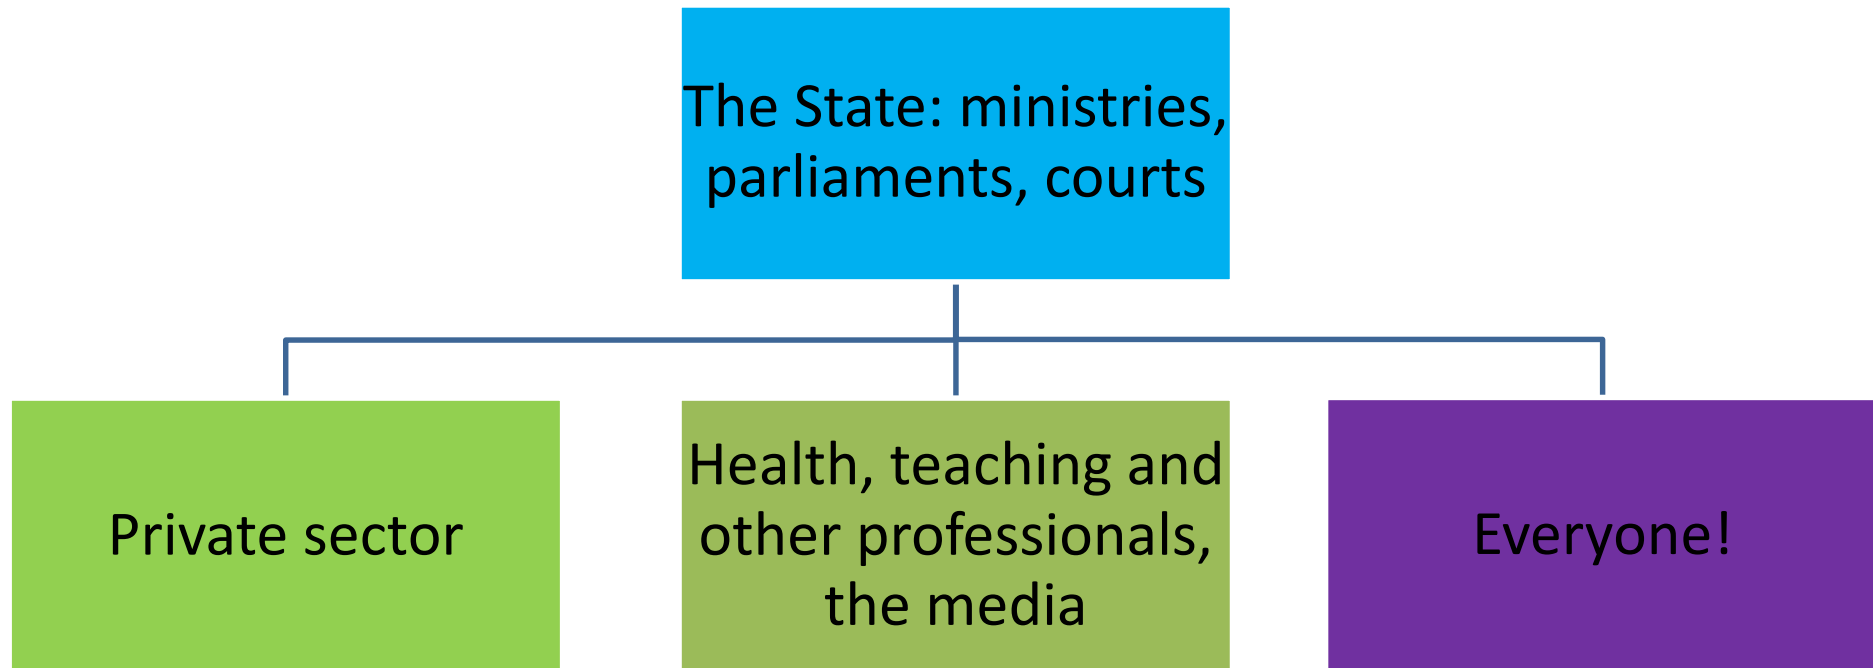 The State: ministries,
parliaments, courts
Private sector
Health, teaching and
other professionals,
the media
Everyone!